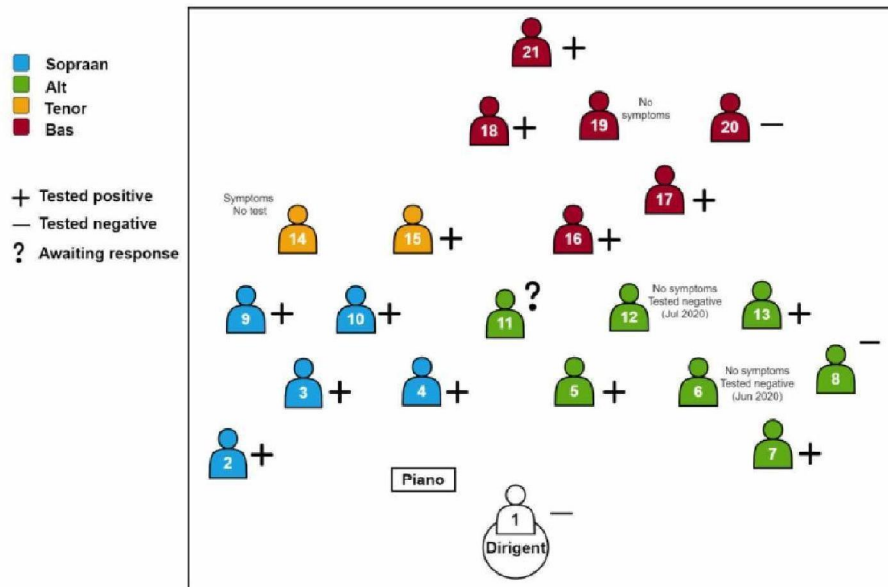 Sopraan
Alt
Tenor
Bas
+ Tested positive
— Tested negative
? Awaiting response
21 +
18 +
19
No
symptoms
20 —
17 +
Symptoms
No test
14
15 +
16 +
9 +
10 +
11 ?
12
No symptoms
Tested negative
(Jul 2020)
13 +
3 +
4 +
5 +
6
No symptoms
Tested negative
(Jun 2020)
8 —
2 +
7 +
Piano
1 —
Dirigent